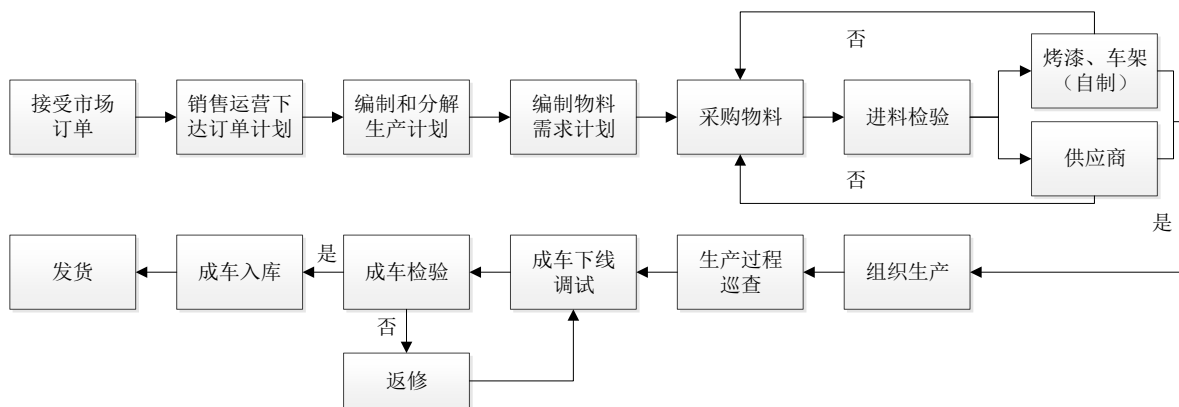 否
接受市场
订单
销售运营下
达订单计划
编制和分解
生产计划
编制物料
需求计划
采购物料
进料检验
烤漆、车架
（自制）
供应商
否
是
发货
成车入库
是
成车检验
成车下线
调试
生产过程
巡查
组织生产
否
返修